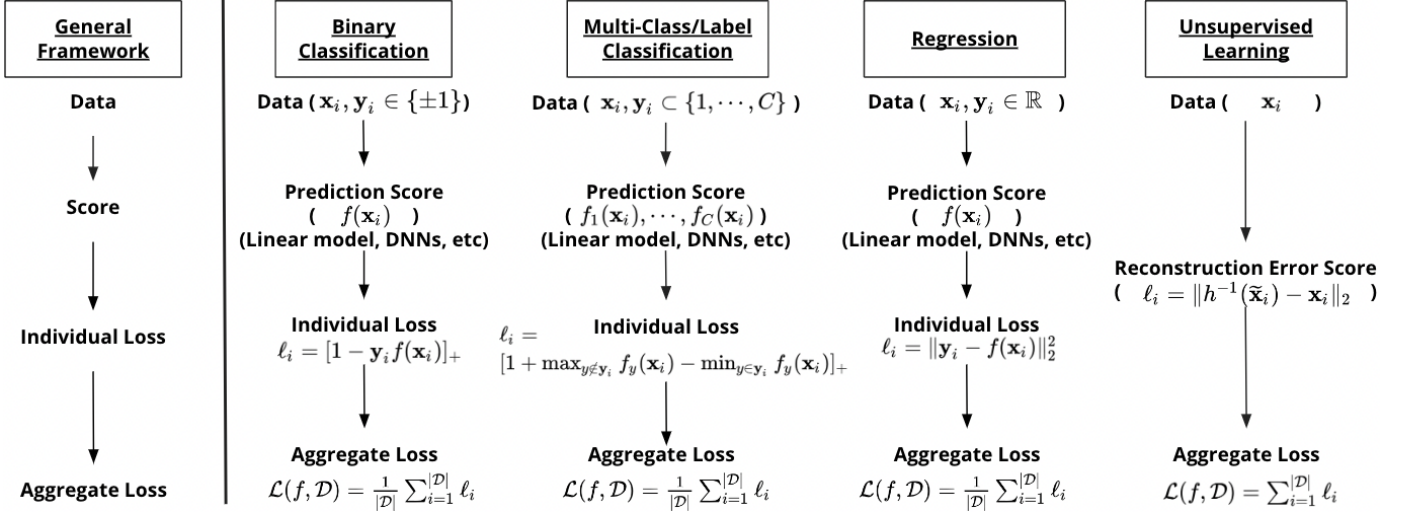 General
Framework
Data
Score
Individual Loss
Aggregate Loss
Binary
Classification
Data (𝐱ᵢ, 𝐲ᵢ ∈ {±1})
Prediction Score
( f(𝐱ᵢ) )
(Linear model, DNNs, etc)
Individual Loss
ℓᵢ = [1 − 𝐲ᵢf(𝐱ᵢ)]₊
Aggregate Loss
ℒ(f, 𝒟) = 1/|𝒟| ∑_{i=1}^{|𝒟|} ℓᵢ
Multi-Class/Label
Classification
Data ( 𝐱ᵢ, 𝐲ᵢ ⊂ {1, ⋯, C} )
Prediction Score
( f₁(𝐱ᵢ), ⋯, f_C(𝐱ᵢ) )
(Linear model, DNNs, etc)
Individual Loss
ℓᵢ =
[1 + max_{y∉𝐲ᵢ} f_y(𝐱ᵢ) − min_{y∈𝐲ᵢ} f_y(𝐱ᵢ)]₊
Aggregate Loss
ℒ(f, 𝒟) = 1/|𝒟| ∑_{i=1}^{|𝒟|} ℓᵢ
Regression
Data ( 𝐱ᵢ, 𝐲ᵢ ∈ ℝ )
Prediction Score
( f(𝐱ᵢ) )
(Linear model, DNNs, etc)
Individual Loss
ℓᵢ = ‖𝐲ᵢ − f(𝐱ᵢ)‖₂²
Aggregate Loss
ℒ(f, 𝒟) = 1/|𝒟| ∑_{i=1}^{|𝒟|} ℓᵢ
Unsupervised
Learning
Data ( 𝐱ᵢ )
Reconstruction Error Score
( ℓᵢ = ‖h⁻¹(𝐱̃ᵢ) − 𝐱ᵢ‖₂ )
Aggregate Loss
ℒ(f, 𝒟) = ∑_{i=1}^{|𝒟|} ℓᵢ